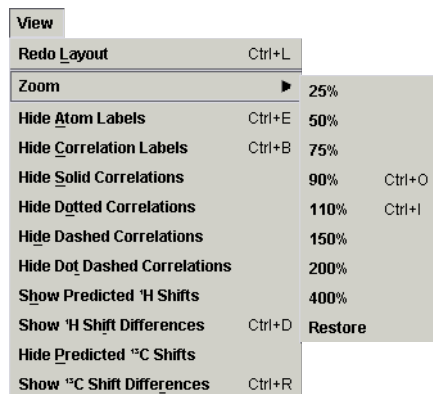 View
Redo Layout Ctrl+L
Zoom
Hide Atom Labels Ctrl+E
Hide Correlation Labels Ctrl+B
Hide Solid Correlations
Hide Dotted Correlations
Hide Dashed Correlations
Hide Dot Dashed Correlations
Show Predicted ¹H Shifts
Show ¹H Shift Differences Ctrl+D
Hide Predicted ¹³C Shifts
Show ¹³C Shift Differences Ctrl+R
25%
50%
75%
90% Ctrl+O
110% Ctrl+I
150%
200%
400%
Restore